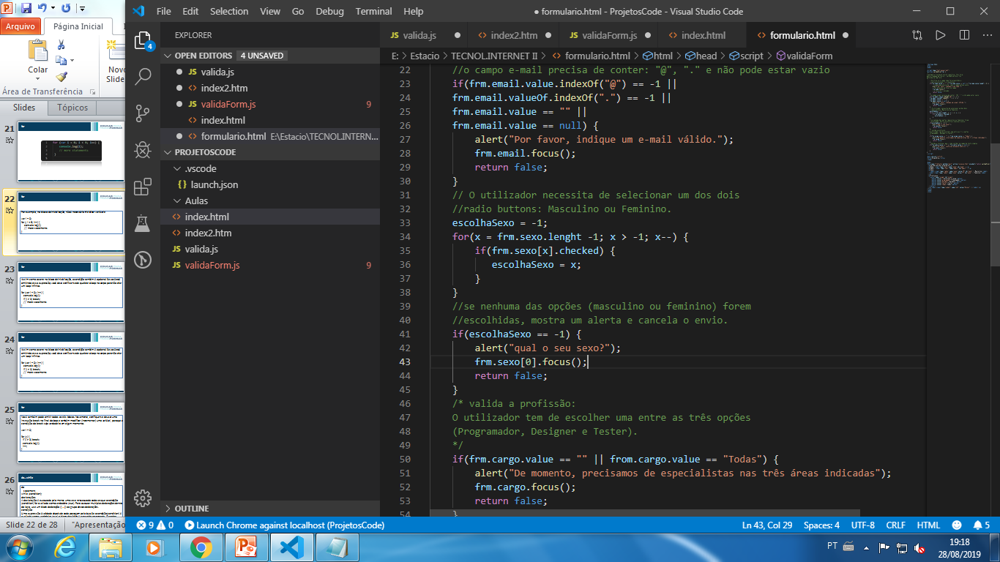 File Edit Selection View Go Debug Terminal Help
● formulario.html - ProjetosCode - Visual Studio Code
Arquivo
Página Inicial
Colar
Novo
Slide
Área de Transferência
Slides
Tópicos
21
22
23
24
25
26
Slide 22 de 28
"Apresentação
4
EXPLORER
OPEN EDITORS 4 UNSAVED
JS valida.js
index2.htm
JS validaForm.js 9
index.html
formulario.html E:\Estacio\TECNOL.INTERN...
PROJETOSCODE
.vscode
{} launch.json
Aulas
index.html
index2.htm
JS valida.js
JS validaForm.js 9
OUTLINE
JS valida.js
index2.htm
JS validaForm.js
index.html
formulario.html
E: > Estacio > TECNOL.INTERNET II > formulario.html > html > head > script > validaForm
22 //o campo e-mail precisa de conter: "@", "." e não pode estar vazio
23 if(frm.email.value.indexOf("@") == -1 ||
24 frm.email.valueOf.indexOf(".") == -1 ||
25 frm.email.value == "" ||
26 frm.email.value == null) {
27 alert("Por favor, indique um e-mail válido.");
28 frm.email.focus();
29 return false;
30 }
31 // O utilizador necessita de selecionar um dos dois
32 //radio buttons: Masculino ou Feminino.
33 escolhaSexo = -1;
34 for(x = frm.sexo.lenght -1; x > -1; x--) {
35 if(frm.sexo[x].checked) {
36 escolhaSexo = x;
37 }
38 }
39 //se nenhuma das opções (masculino ou feminino) forem
40 //escolhidas, mostra um alerta e cancela o envio.
41 if(escolhaSexo == -1) {
42 alert("qual o seu sexo?");
43 frm.sexo[0].focus();
44 return false;
45 }
46 /* valida a profissão:
47 O utilizador tem de escolher uma entre as três opções
48 (Programador, Designer e Tester).
49 */
50 if(frm.cargo.value == "" || from.cargo.value == "Todas") {
51 alert("De momento, precisamos de especialistas nas três áreas indicadas");
52 frm.cargo.focus();
53 return false;
54 }
9 0 Launch Chrome against localhost (ProjetosCode)
Ln 43, Col 29 Spaces: 4 UTF-8 CRLF HTML 5
PT
19:18
28/08/2019